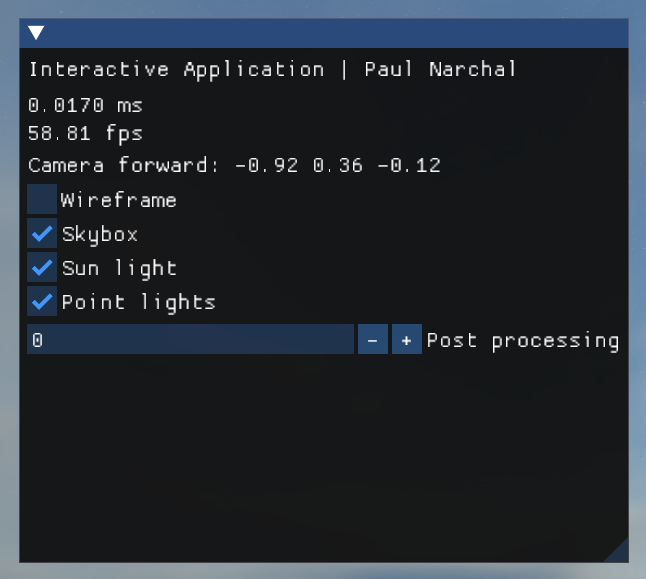 Interactive Application | Paul Narchal
0.0170 ms
58.81 fps
Camera forward: -0.92 0.36 -0.12
Wireframe
Skybox
Sun light
Point lights
0 - + Post processing